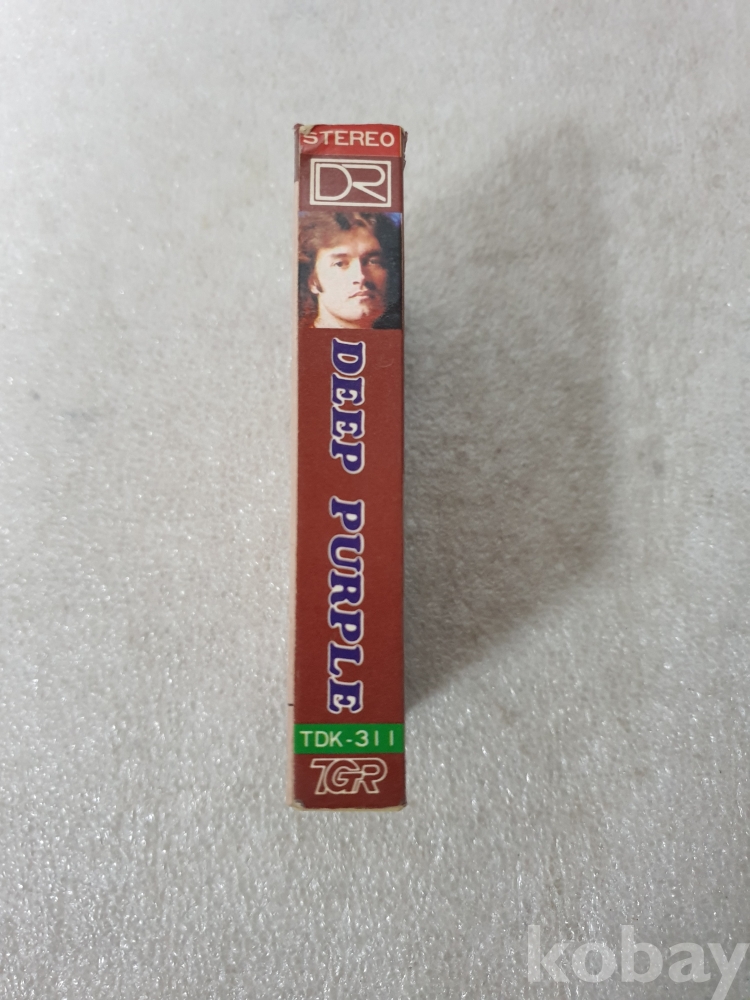 STEREO
DR
DEEP PURPLE
TDK-311
TGR
kobay